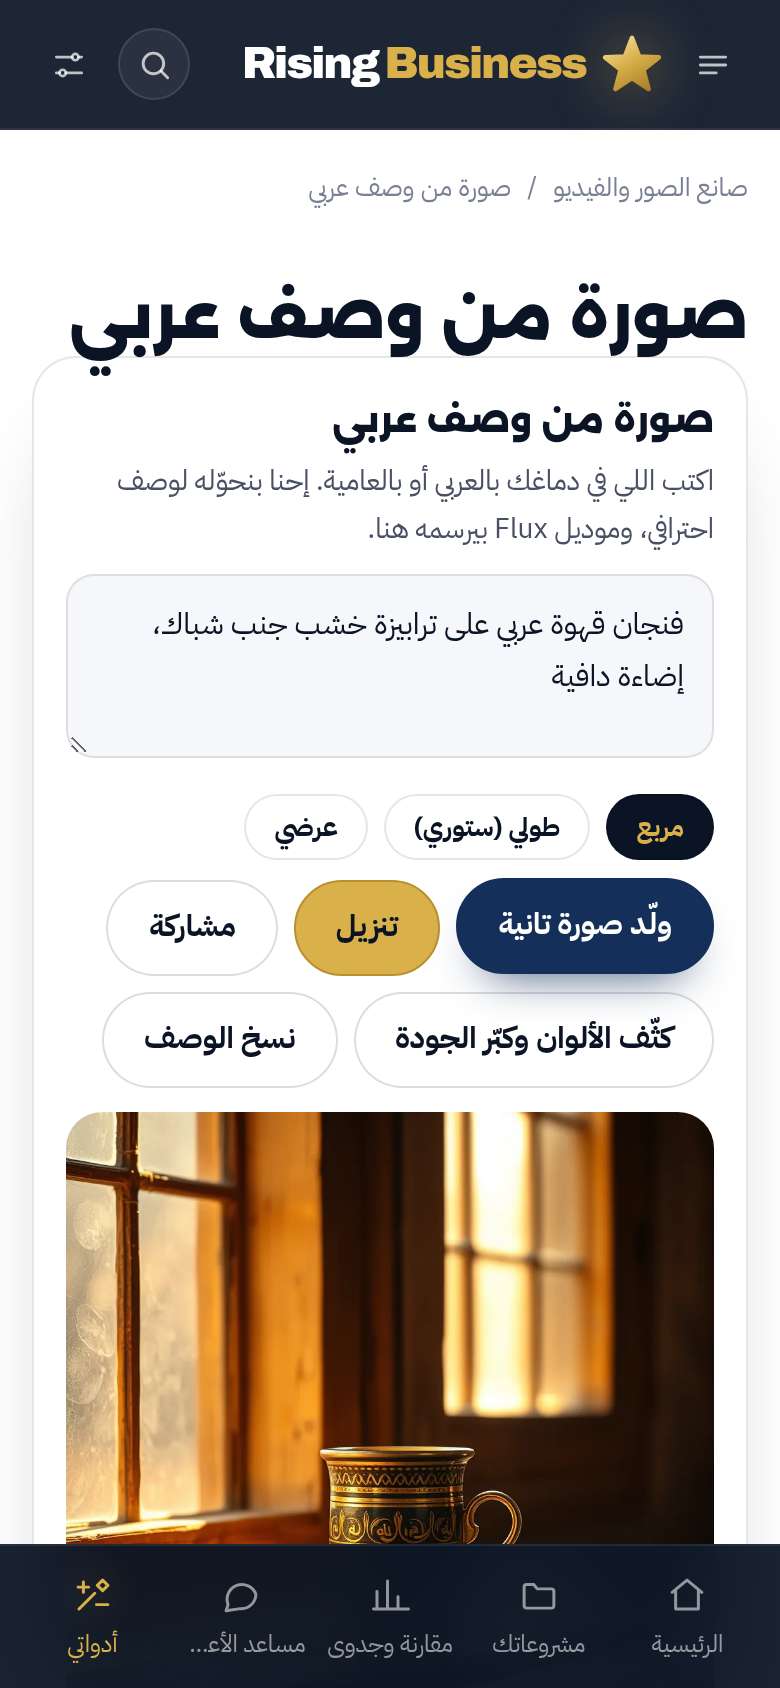 Rising Business
صانع الصور والفيديو / صورة من وصف عربي
صورة من وصف عربي
صورة من وصف عربي
اكتب اللي في دماغك بالعربي أو بالعامية. إحنا بنحوّله لوصف
احترافي، وموديل Flux بيرسمه هنا.
فنجان قهوة عربي على ترابيزة خشب جنب شباك،
إضاءة دافية
مربع
طولي (ستوري)
عرضي
ولّد صورة تانية
تنزيل
مشاركة
كثّف الألوان وكبّر الجودة
نسخ الوصف
الرئيسية
مشروعاتك
مقارنة وجدوى
مساعد الأع...
أدواتي